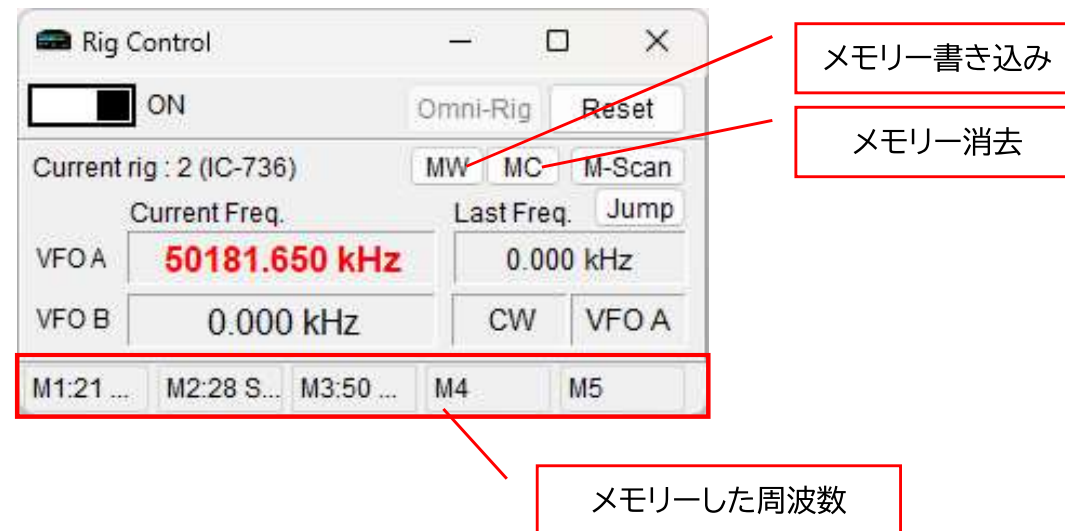 Rig Control
メモリー書き込み
ON Omni-Rig Reset
メモリー消去
Current rig : 2 (IC-736) MW MC M-Scan
Current Freq. Last Freq. Jump
VFO A 50181.650 kHz 0.000 kHz
VFO B 0.000 kHz CW VFO A
M1:21 ... M2:28 S... M3:50 ... M4 M5
メモリーした周波数